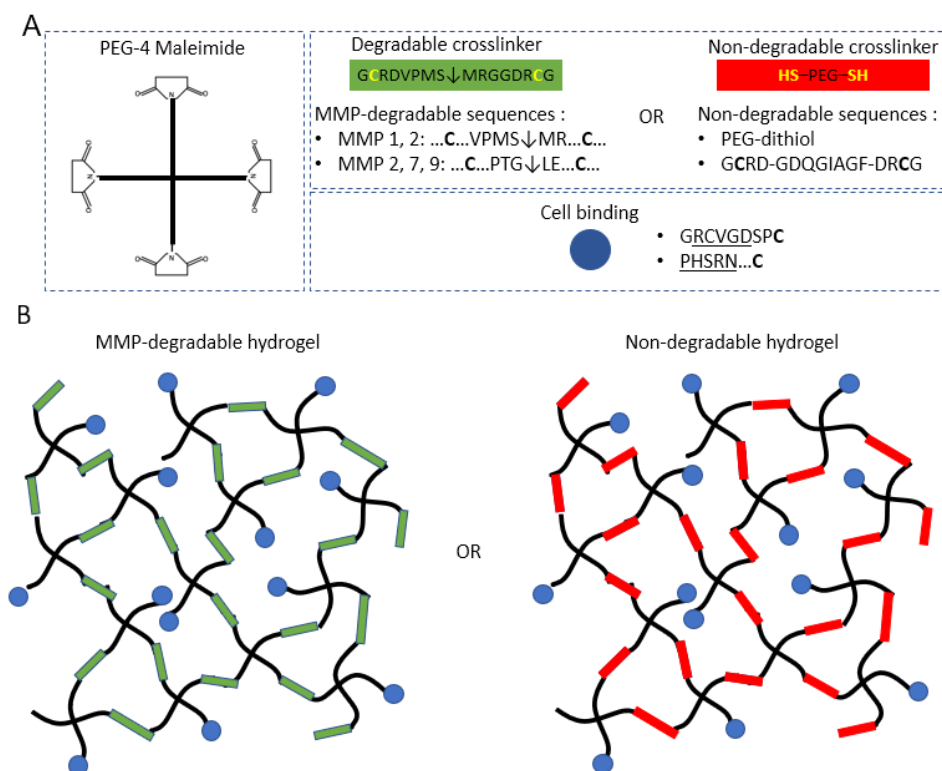 A
PEG-4 Maleimide
O
O
N
O
O
N
O
O
N
N
O
O
Degradable crosslinker
GCRDVPMS↓MRGGDRCG
MMP-degradable sequences :
• MMP 1, 2: ...C...VPMS↓MR...C...
• MMP 2, 7, 9: ...C...PTG↓LE...C...
OR
Non-degradable crosslinker
HS–PEG–SH
Non-degradable sequences :
• PEG-dithiol
• GCRD-GDQGIAGF-DRCG
Cell binding
• GRCVGDSPC
• PHSRN...C
B
MMP-degradable hydrogel
OR
Non-degradable hydrogel